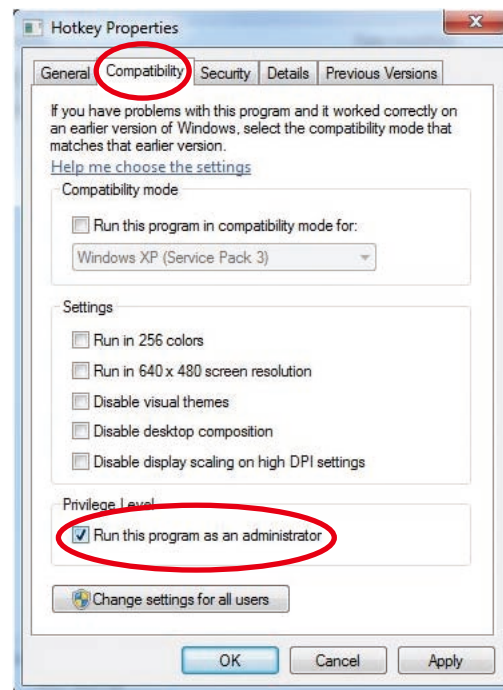 Hotkey Properties
General Compatibility Security Details Previous Versions
If you have problems with this program and it worked correctly on
an earlier version of Windows, select the compatibility mode that
matches that earlier version.
Help me choose the settings
Compatibility mode
Run this program in compatibility mode for:
Windows XP (Service Pack 3)
Settings
Run in 256 colors
Run in 640 x 480 screen resolution
Disable visual themes
Disable desktop composition
Disable display scaling on high DPI settings
Privilege Level
Run this program as an administrator
Change settings for all users
OK Cancel Apply